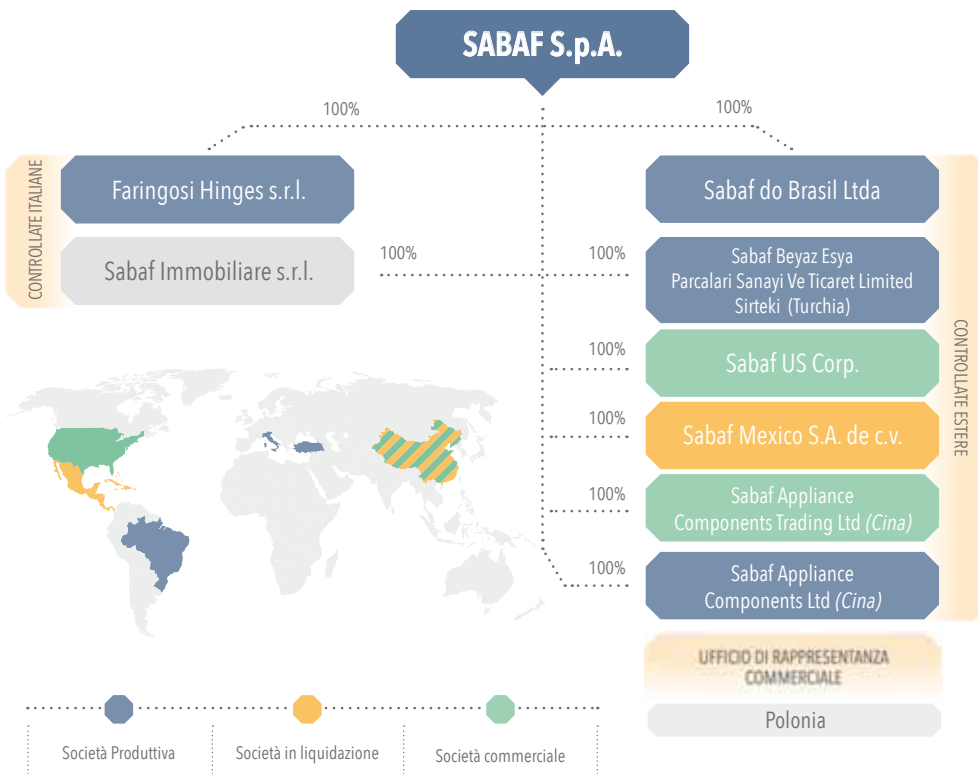 SABAF S.p.A.
100%
100%
CONTROLLATE ITALIANE
Faringosi Hinges s.r.l.
Sabaf Immobiliare s.r.l.
100%
CONTROLLATE ESTERE
Sabaf do Brasil Ltda
100%
Sabaf Beyaz Esya
Parcalari Sanayi Ve Ticaret Limited
Sirteki (Turchia)
100%
Sabaf US Corp.
100%
Sabaf Mexico S.A. de c.v.
100%
Sabaf Appliance
Components Trading Ltd (Cina)
100%
Sabaf Appliance
Components Ltd (Cina)
UFFICIO DI RAPPRESENTANZA
COMMERCIALE
Polonia
Società Produttiva
Società in liquidazione
Società commerciale